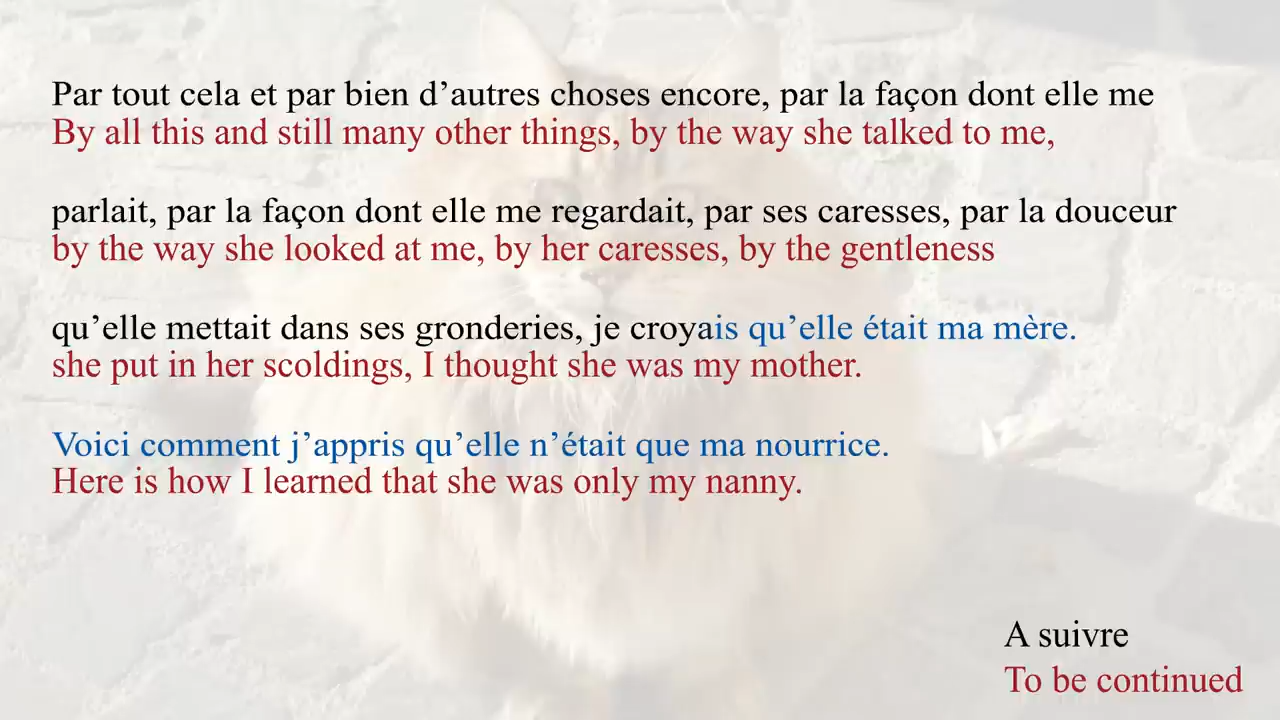 Par tout cela et par bien d’autres choses encore, par la façon dont elle me
By all this and still many other things, by the way she talked to me,
parlait, par la façon dont elle me regardait, par ses caresses, par la douceur
by the way she looked at me, by her caresses, by the gentleness
qu’elle mettait dans ses gronderies, je croyais qu’elle était ma mère.
she put in her scoldings, I thought she was my mother.
Voici comment j’appris qu’elle n’était que ma nourrice.
Here is how I learned that she was only my nanny.
A suivre
To be continued